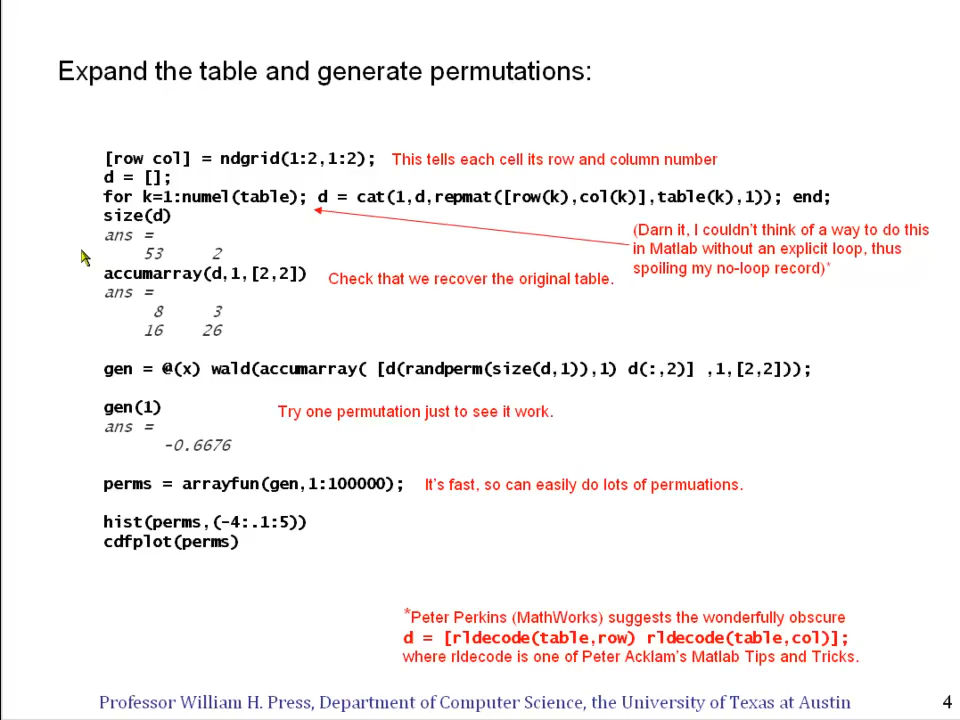 Expand the table and generate permutations:
[row col] = ndgrid(1:2,1:2); This tells each cell its row and column number
d = [];
for k=1:numel(table); d = cat(1,d,repmat([row(k),col(k)],table(k),1)); end;
size(d)
ans =
53 2
(Darn it, I couldn't think of a way to do this
in Matlab without an explicit loop, thus
spoiling my no-loop record)*
accumarray(d,1,[2,2]) Check that we recover the original table.
ans =
8 3
16 26
gen = @(x) wald(accumarray( [d(randperm(size(d,1)),1) d(:,2)] ,1,[2,2]));
gen(1) Try one permutation just to see it work.
ans =
-0.6676
perms = arrayfun(gen,1:100000); It's fast, so can easily do lots of permuations.
hist(perms,(-4:.1:5))
cdfplot(perms)
*Peter Perkins (MathWorks) suggests the wonderfully obscure
d = [rldecode(table,row) rldecode(table,col)];
where rldecode is one of Peter Acklam's Matlab Tips and Tricks.
Professor William H. Press, Department of Computer Science, the University of Texas at Austin 4